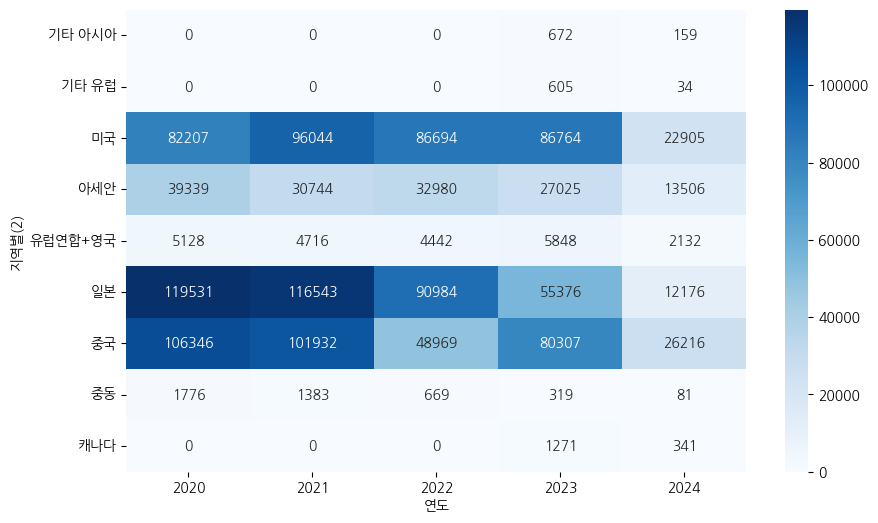 지역별(2)
기타 아시아 0 0 0 672 159
기타 유럽 0 0 0 605 34
미국 82207 96044 86694 86764 22905
아세안 39339 30744 32980 27025 13506
유럽연합+영국 5128 4716 4442 5848 2132
일본 119531 116543 90984 55376 12176
중국 106346 101932 48969 80307 26216
중동 1776 1383 669 319 81
캐나다 0 0 0 1271 341
2020 2021 2022 2023 2024
연도
100000
80000
60000
40000
20000
0